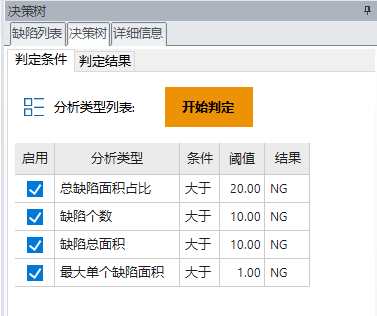 决策树
缺陷列表 决策树 详细信息
判定条件 判定结果
分析类型列表: 开始判定
启用 分析类型 条件 阈值 结果
总缺陷面积占比 大于 20.00 NG
缺陷个数 大于 10.00 NG
缺陷总面积 大于 10.00 NG
最大单个缺陷面积 大于 1.00 NG